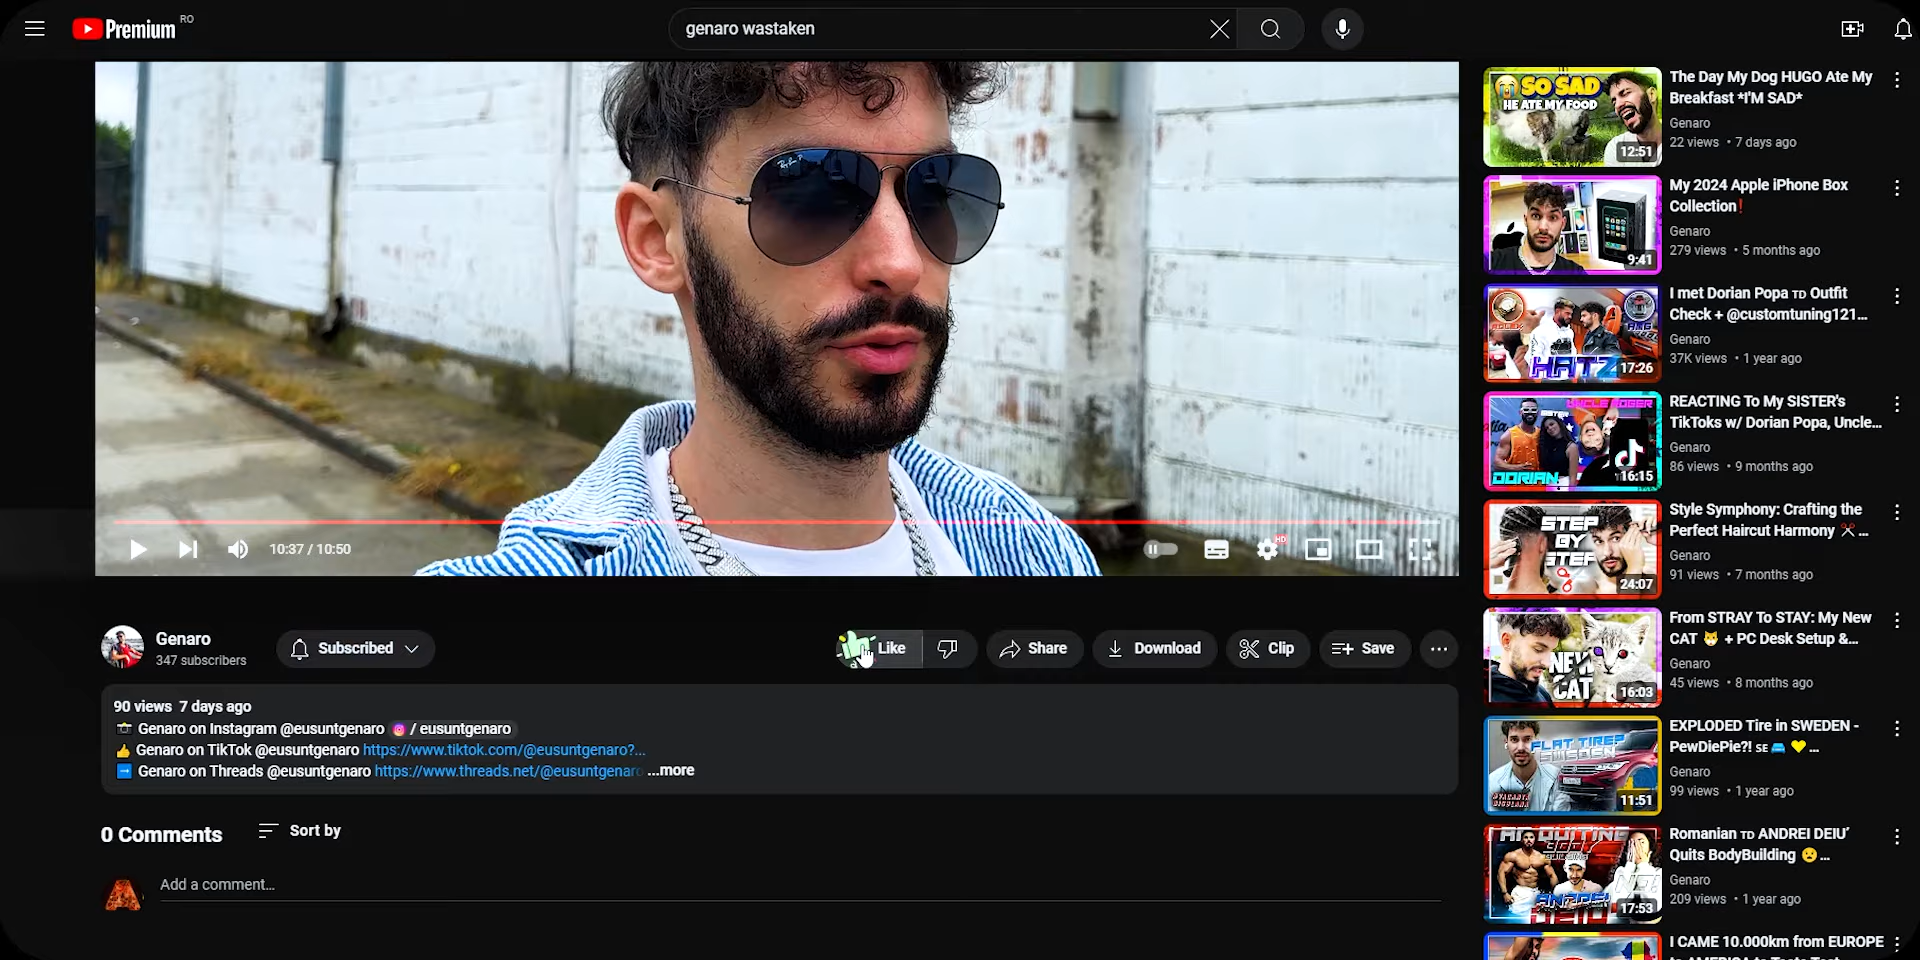 Premium RO
genaro wastaken
Ray-Ban P
10:37 / 10:50
HD
Genaro
347 subscribers
Subscribed
Like
Share
Download
Clip
Save
90 views 7 days ago
Genaro on Instagram @eusuntgenaro / eusuntgenaro
👍 Genaro on TikTok @eusuntgenaro https://www.tiktok.com/@eusuntgenaro?...
➡ Genaro on Threads @eusuntgenaro https://www.threads.net/@eusuntgenaro ...more
0 Comments
Sort by
Add a comment...
SO SAD
HE ATE MY FOOD
12:51
The Day My Dog HUGO Ate My
Breakfast *I'M SAD*
Genaro
22 views • 7 days ago
9:41
My 2024 Apple iPhone Box
Collection❗
Genaro
279 views • 5 months ago
HATZ
17:26
I met Dorian Popa TD Outfit
Check + @customtuning121...
Genaro
37K views • 1 year ago
UNCLE ROGER
DORIAN
16:15
REACTING To My SISTER's
TikToks w/ Dorian Popa, Uncle...
Genaro
86 views • 9 months ago
STEP
BY
STEP
24:07
Style Symphony: Crafting the
Perfect Haircut Harmony ✂️ ...
Genaro
91 views • 7 months ago
NEW
CAT
16:03
From STRAY To STAY: My New
CAT 😺 + PC Desk Setup &...
Genaro
45 views • 8 months ago
FLAT TIRE?
SWEDEN
11:51
EXPLODED Tire in SWEDEN -
PewDiePie?! SE 🚘 💛 ...
Genaro
99 views • 1 year ago
ANDREI
DEIU
17:53
Romanian TD ANDREI DEIU’
Quits BodyBuilding 😧...
Genaro
209 views • 1 year ago
I CAME 10.000km from EUROPE